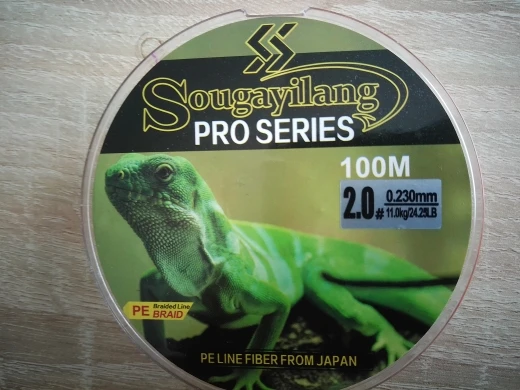 Sougayilang
PRO SERIES
100M
2.0# 0.230mm
11.0kg/24.25LB
PE Braided Line
BRAID
PE LINE FIBER FROM JAPAN